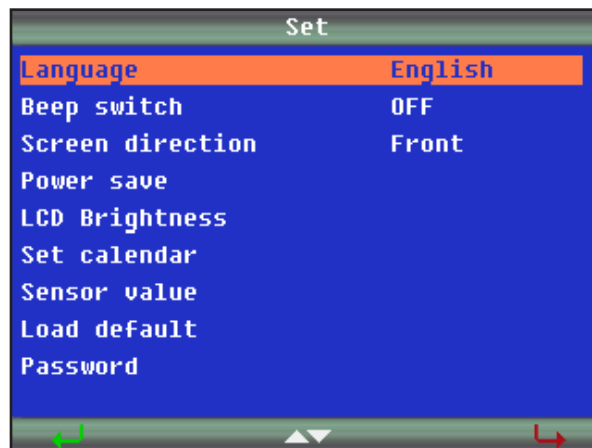 Set
Language English
Beep switch OFF
Screen direction Front
Power save
LCD Brightness
Set calendar
Sensor value
Load default
Password